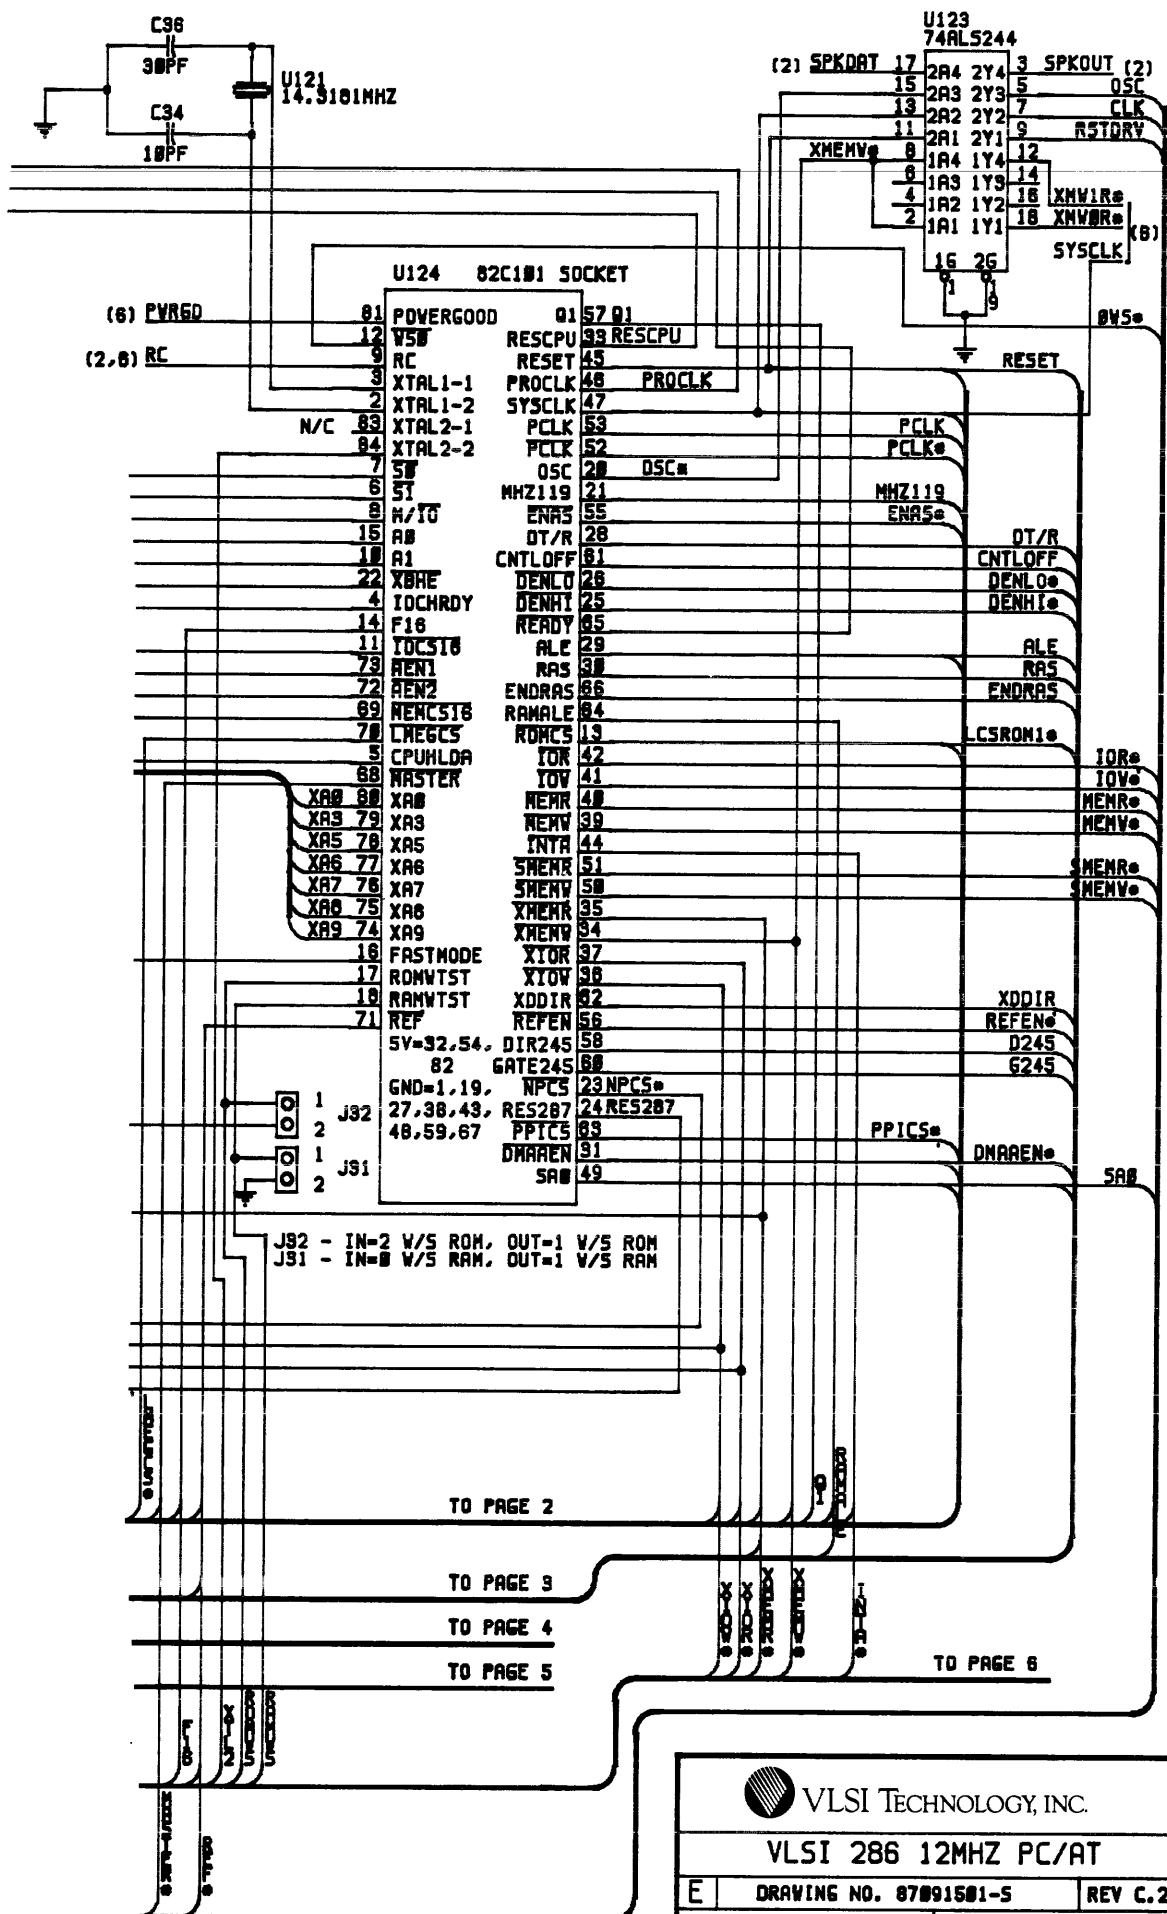 C36
30PF
U121
14.3181MHZ
C34
10PF
U123
74ALS244
(2) SPKDAT 17 2A4 2Y4 3 SPKOUT (2)
15 2A3 2Y3 5 OSC
13 2A2 2Y2 7 CLK
11 2A1 2Y1 9 RSTDRV
XMEMW* 8 1A4 1Y4 12
6 1A3 1Y3 14
4 1A2 1Y2 16 XMW1R*
2 1A1 1Y1 18 XMW0R*
(8)
SYSCLK
1G 2G
1 19
U124 82C101 SOCKET
(6) PWRGD 81 POWERGOOD Q1 57 Q1
12 WS0 RESCPU 33 RESCPU
0WS*
(2,8) RC 9 RC RESET 45 RESET
3 XTAL1-1 PROCLK 46 PROCLK
2 XTAL1-2 SYSCLK 47
N/C 83 XTAL2-1 PCLK 53 PCLK
84 XTAL2-2 PCLK 52 PCLK*
7 S0 OSC 20 OSC*
6 S1 MHZ119 21 MHZ119
8 M/IO ENAS 55 ENAS*
15 A0 DT/R 28 DT/R
10 A1 CNTLOFF 61 CNTLOFF
22 XBHE DENLO 26 DENLO*
4 IOCHRDY DENHI 25 DENHI*
14 F16 READY 65
11 IOCS16 ALE 29 ALE
73 AEN1 RAS 30 RAS
72 AEN2 ENDRAS 66 ENDRAS
69 MEMCS16 RAMALE 64
70 LMEGCS ROMCS 13 LCSROM1*
5 CPUHLDA IOR 42 IOR*
68 MASTER IOW 41 IOW*
XA0 80 XA0 MEMR 40 MEMR*
XA3 79 XA3 MEMW 39 MEMW*
XA5 78 XA5 INTA 44
XA6 77 XA6 SMEMR 51 SMEMR*
XA7 76 XA7 SMEMW 50 SMEMW*
XA8 75 XA8 XMEMR 35
XA9 74 XA9 XMEMW 34
16 FASTMODE XIOR 37
17 ROMWTST XIOW 36
18 RAMWTST XDDIR 62 XDDIR
71 REF REFEN 56 REFEN*
5V=32,54, DIR245 58 D245
82 GATE245 60 G245
GND=1,19, NPCS 23 NPCS*
27,38,43, RES287 24 RES287
48,59,67 PPICS 63 PPICS*
DMAAEN 31 DMAAEN*
SA0 49 SA0
1
J32
2
1
J31
2
J32 - IN=2 W/S ROM, OUT=1 W/S ROM
J31 - IN=0 W/S RAM, OUT=1 W/S RAM
Q1
TO PAGE 2
TO PAGE 3
XIOW*
XIOR*
XMEMR*
XMEMW*
INTA*
TO PAGE 4
TO PAGE 5
TO PAGE 6
F16
VLSI TECHNOLOGY, INC.
VLSI 286 12MHZ PC/AT
E DRAWING NO. 87091501-S REV C.2